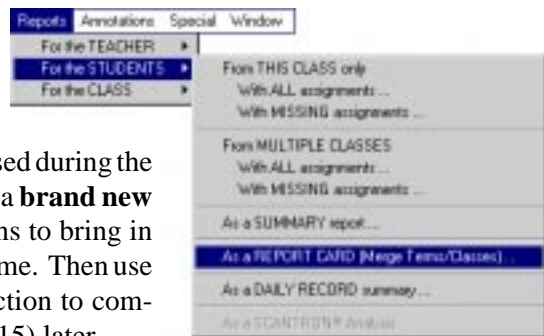 Reports Annotations Special Window
For the TEACHER
For the STUDENTS
For the CLASS
From THIS CLASS only
With ALL assignments ...
With MISSING assignments ...
From MULTIPLE CLASSES
With ALL assignments ...
With MISSING assignments ...
As a SUMMARY report ...
As a REPORT CARD (Merge Terms/Classes) ...
As a DAILY RECORD summary ...
As a SCANTRON® Analysis
sed during the
a brand new
ns to bring in
me. Then use
ction to com-
15) later.